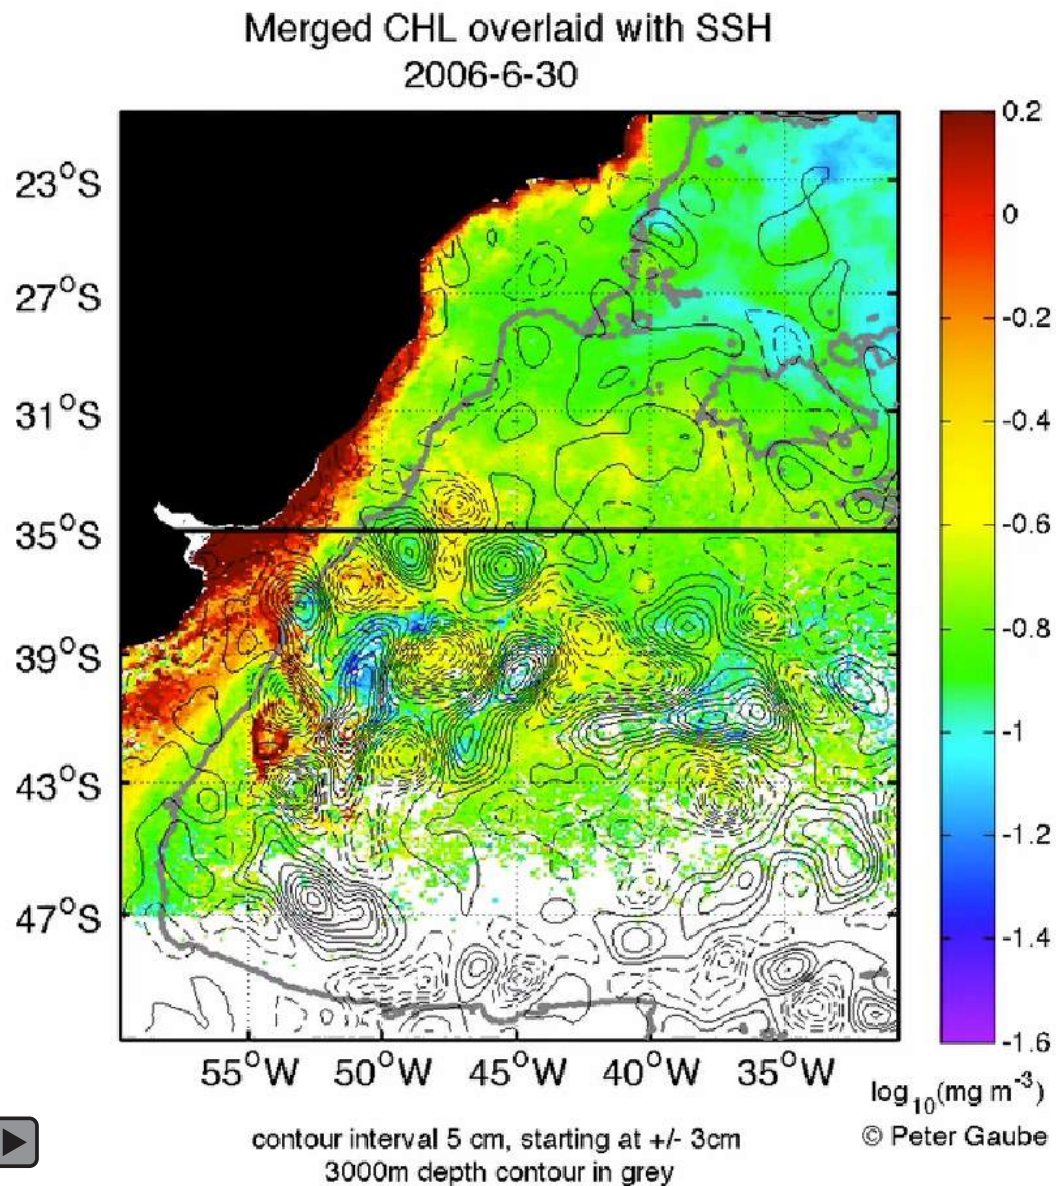 Merged CHL overlaid with SSH
2006-6-30
23°S
27°S
31°S
35°S
39°S
43°S
47°S
55°W 50°W 45°W 40°W 35°W
0.2
0
-0.2
-0.4
-0.6
-0.8
-1
-1.2
-1.4
-1.6
log₁₀(mg m⁻³)
© Peter Gaube
contour interval 5 cm, starting at +/- 3cm
3000m depth contour in grey